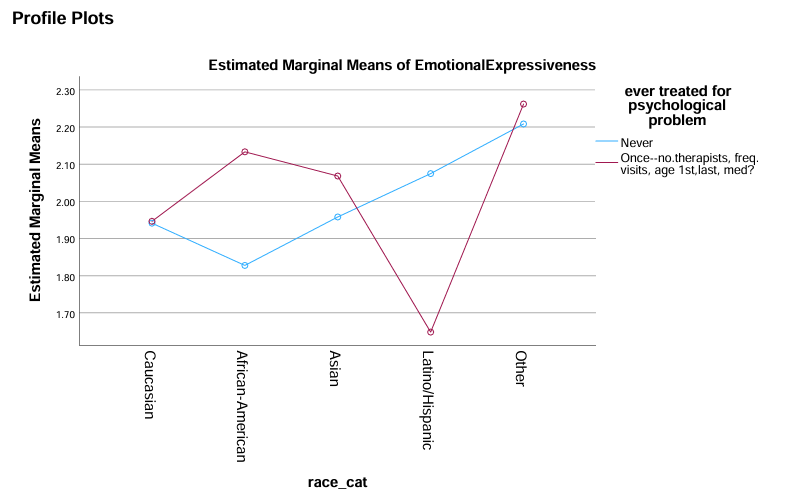 Profile Plots
Estimated Marginal Means of EmotionalExpressiveness
Estimated Marginal Means
2.30
2.20
2.10
2.00
1.90
1.80
1.70
Caucasian
African-American
Asian
Latino/Hispanic
Other
race_cat
ever treated for
psychological
problem
Never
Once--no.therapists, freq.
visits, age 1st,last, med?